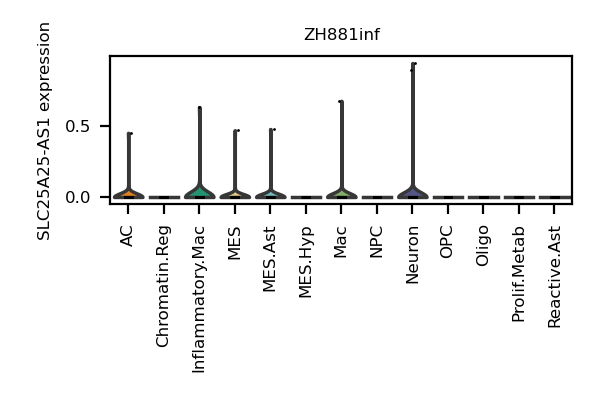 ZH881inf
SLC25A25-AS1 expression
0.5
0.0
AC
Chromatin.Reg
Inflammatory.Mac
MES
MES.Ast
MES.Hyp
Mac
NPC
Neuron
OPC
Oligo
Prolif.Metab
Reactive.Ast